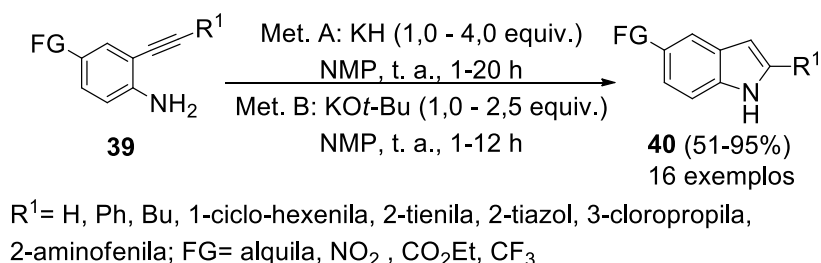 FG
R1
NH2
39
Met. A: KH (1,0 - 4,0 equiv.)
NMP, t. a., 1-20 h
Met. B: KOt-Bu (1,0 - 2,5 equiv.)
NMP, t. a., 1-12 h
FG
R1
N
H
40 (51-95%)
16 exemplos
R1= H, Ph, Bu, 1-ciclo-hexenila, 2-tienila, 2-tiazol, 3-cloropropila,
2-aminofenila; FG= alquila, NO2 , CO2Et, CF3